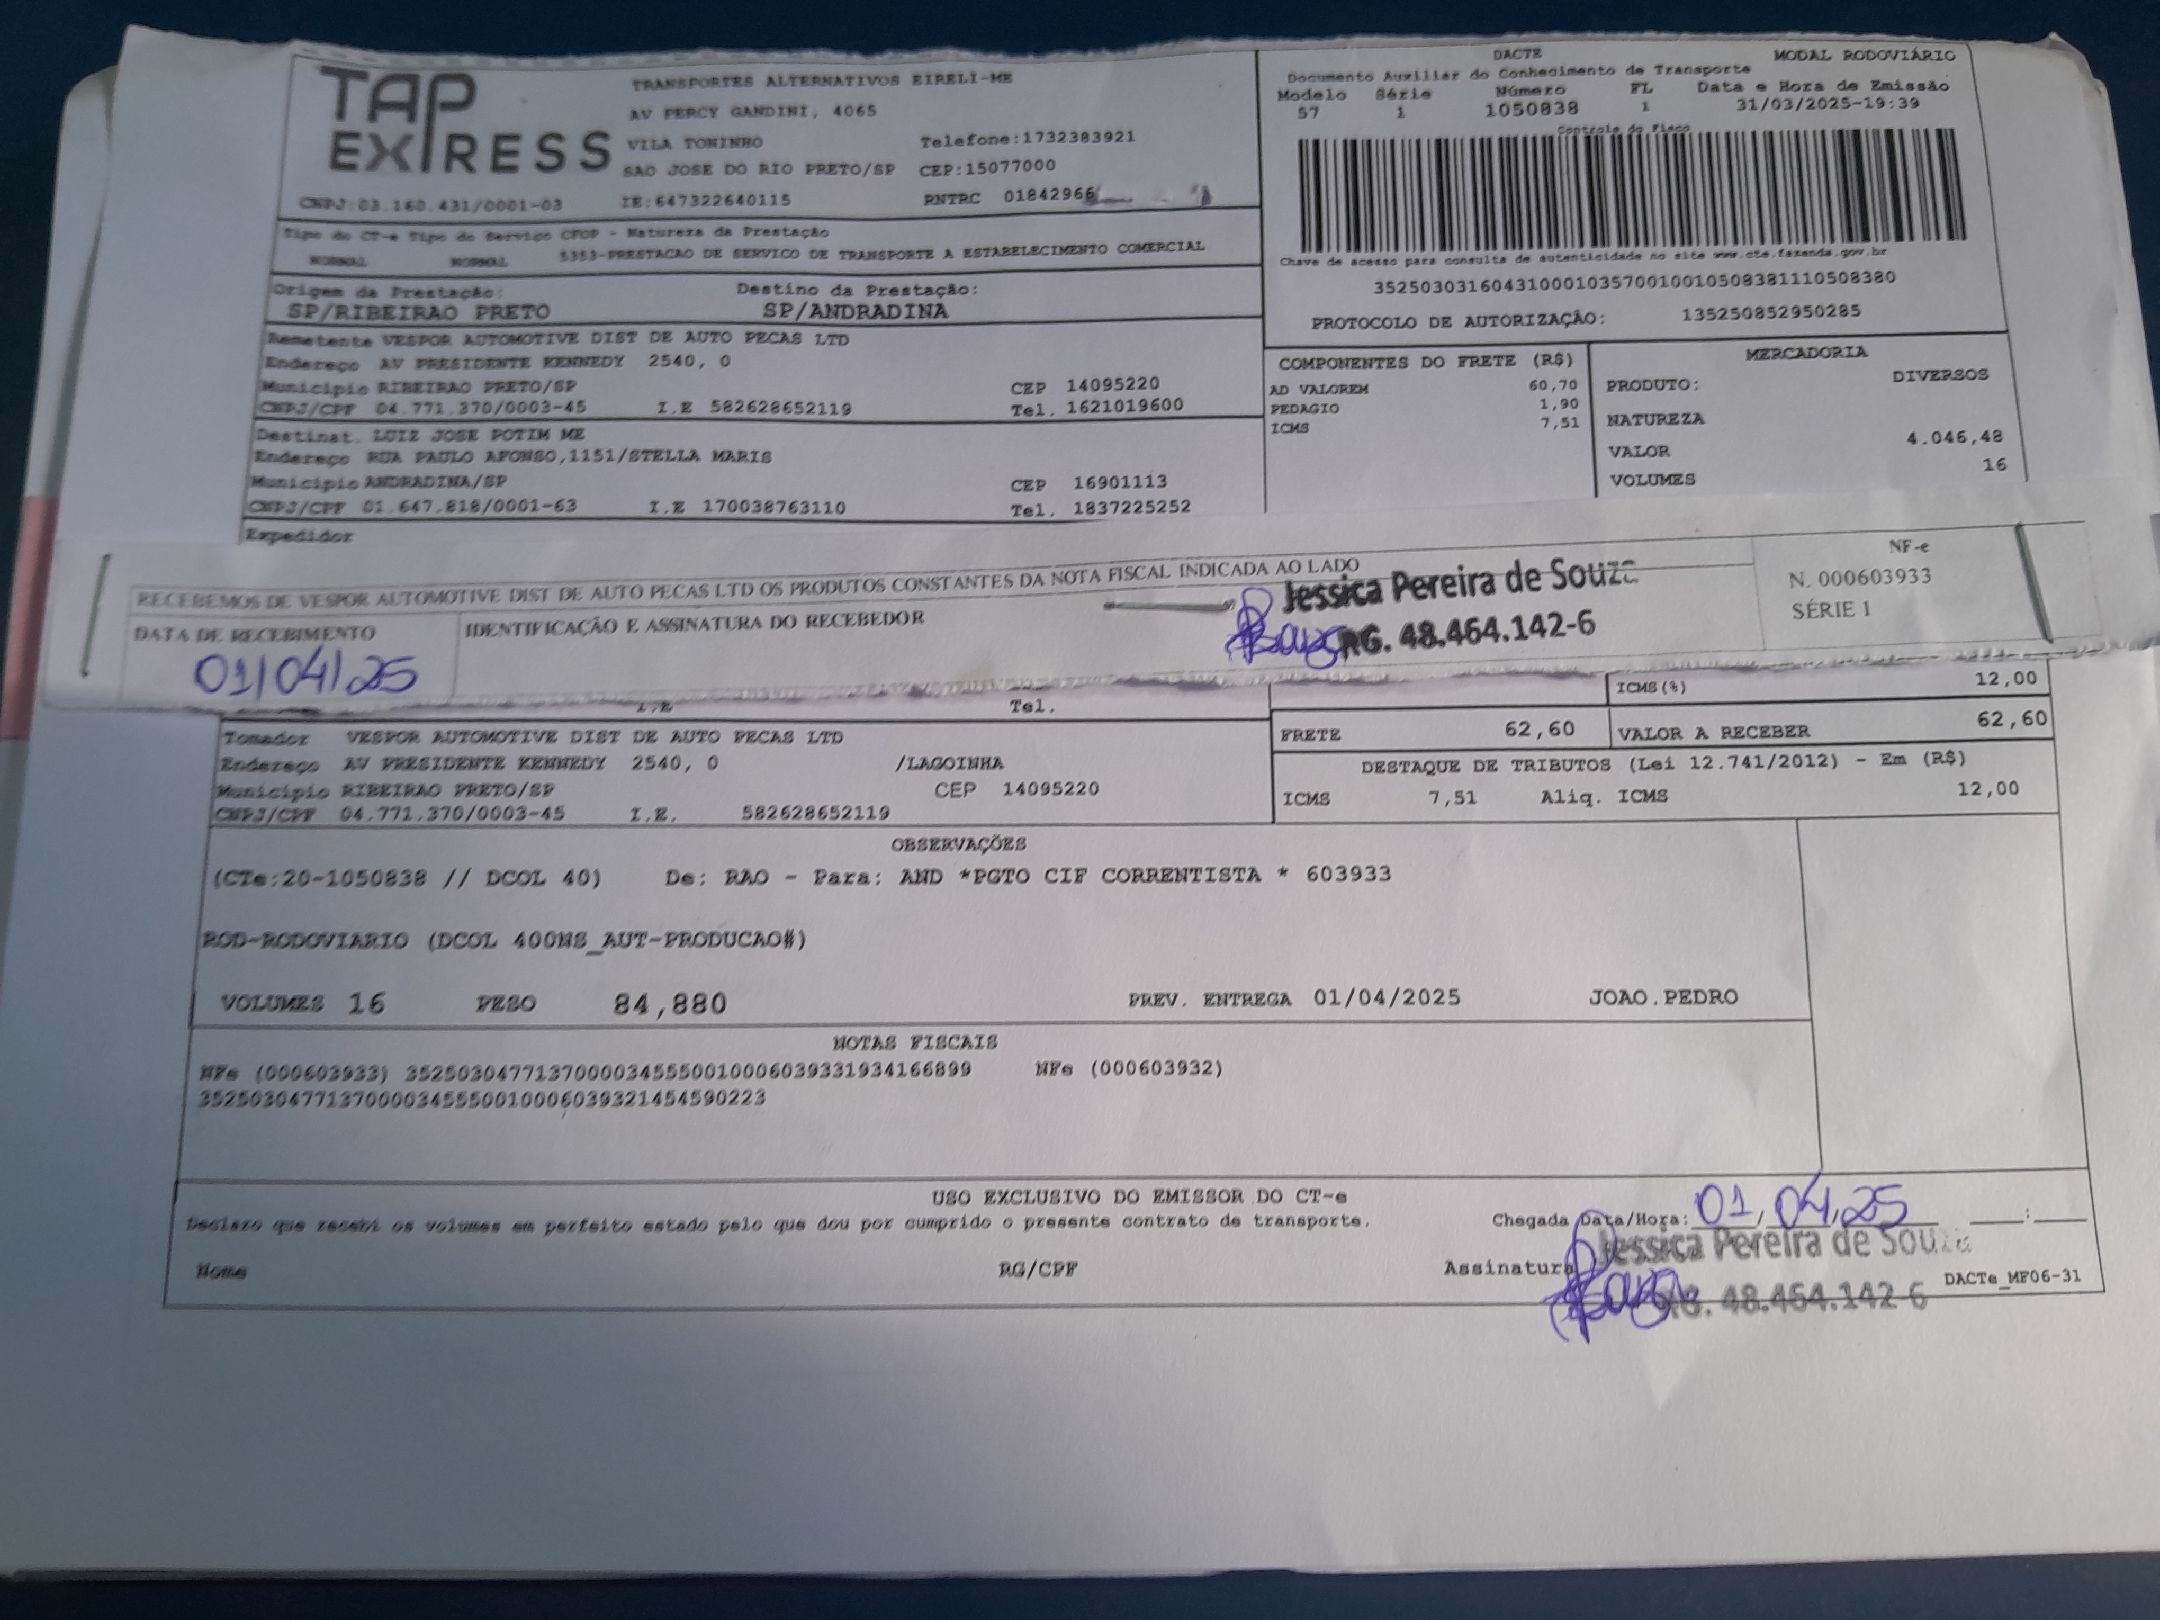 TAP EXPRESS
TRANSPORTES ALTERNATIVOS EIRELI-ME
AV PERCY GANDINI, 4065
VILA TONINHO Telefone:1732383921
SAO JOSE DO RIO PRETO/SP CEP:15077000
CNPJ:03.160.431/0001-03 IE:647322640115 RNTRC 01842966
DACTE MODAL RODOVIÁRIO
Documento Auxiliar do Conhecimento de Transporte
Modelo Série Número FL Data e Hora de Emissão
57 1 1050838 1 31/03/2025-19:39
Controle do Fisco
Chave de acesso para consulta de autenticidade no site www.cte.fazenda.gov.br
35250303160431000103570010010508381110508380
PROTOCOLO DE AUTORIZAÇÃO: 135250852950285
Tipo do CT-e Tipo do Serviço CFOP - Natureza da Prestação
NORMAL NORMAL 5353-PRESTACAO DE SERVICO DE TRANSPORTE A ESTABELECIMENTO COMERCIAL
Origem da Prestação: Destino da Prestação:
SP/RIBEIRAO PRETO SP/ANDRADINA
Remetente VESPOR AUTOMOTIVE DIST DE AUTO PECAS LTD
Endereço AV PRESIDENTE KENNEDY 2540, 0
Município RIBEIRAO PRETO/SP CEP 14095220
CNPJ/CPF 04.771.370/0003-45 I.E 582628652119 Tel. 1621019600
Destinat. LUIZ JOSE POTIM ME
Endereço RUA PAULO AFONSO,1151/STELLA MARIS
Município ANDRADINA/SP CEP 16901113
CNPJ/CPF 01.647.818/0001-63 I.E 170038763110 Tel. 1837225252
Expedidor
COMPONENTES DO FRETE (R$)
AD VALOREM 60,70
PEDAGIO 1,90
ICMS 7,51
MERCADORIA
PRODUTO: DIVERSOS
NATUREZA
VALOR 4.046,48
VOLUMES 16
RECEBEMOS DE VESPOR AUTOMOTIVE DIST DE AUTO PECAS LTD OS PRODUTOS CONSTANTES DA NOTA FISCAL INDICADA AO LADO
DATA DE RECEBIMENTO IDENTIFICAÇÃO E ASSINATURA DO RECEBEDOR
01/04/25
Jessica Pereira de Souza
RG. 48.464.142-6
NF-e
N. 000603933
SÉRIE 1
I.E Tel.
ICMS(%) 12,00
FRETE 62,60 VALOR A RECEBER 62,60
DESTAQUE DE TRIBUTOS (Lei 12.741/2012) - Em (R$)
ICMS 7,51 Aliq. ICMS 12,00
Tomador VESPOR AUTOMOTIVE DIST DE AUTO PECAS LTD
Endereço AV PRESIDENTE KENNEDY 2540, 0 /LAGOINHA
Município RIBEIRAO PRETO/SP CEP 14095220
CNPJ/CPF 04.771.370/0003-45 I.E. 582628652119
OBSERVAÇÕES
(CTe:20-1050838 // DCOL 40) De: RAO - Para: AND *PGTO CIF CORRENTISTA * 603933
ROD-RODOVIARIO (DCOL 400NS_AUT-PRODUCAO#)
VOLUMES 16 PESO 84,880 PREV. ENTREGA 01/04/2025 JOAO.PEDRO
NOTAS FISCAIS
NFs (000603933) 35250304771370000345550010006039331934166899 NFs (000603932)
35250304771370000345550010006039321454590223
USO EXCLUSIVO DO EMISSOR DO CT-e
Declaro que recebi os volumes em perfeito estado pelo que dou por cumprido o presente contrato de transporte.
Chegada Data/Hora: 01/04/25 __:__
Nome RG/CPF Assinatura
Jessica Pereira de Souza
RG. 48.464.142-6
DACTe_MF06-31